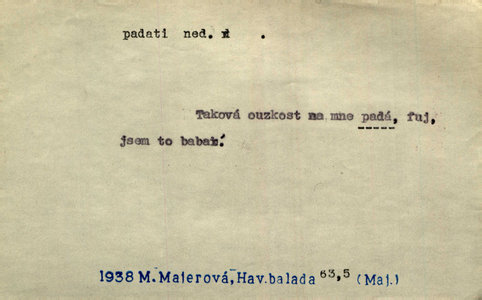 padati ned. .
Taková ouzkost na mne padá, fuj,
jsem to baba!
1938 M. Majerová, Hav. balada 63,5 (Maj.)